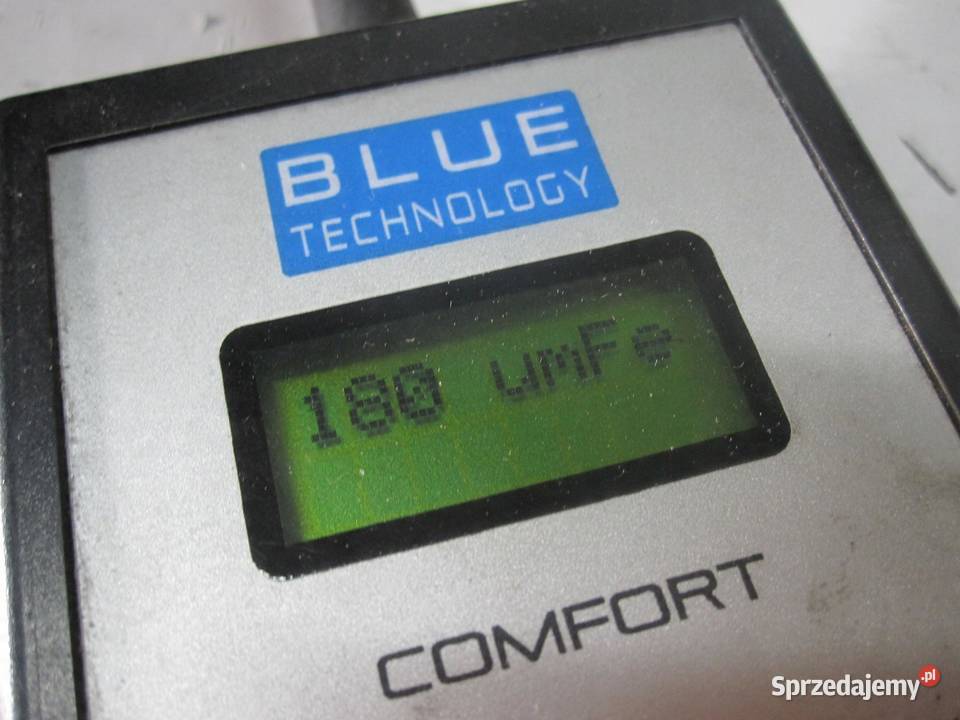 BLUE
TECHNOLOGY
180 umFe
COMFORT
Sprzedajemy.pl